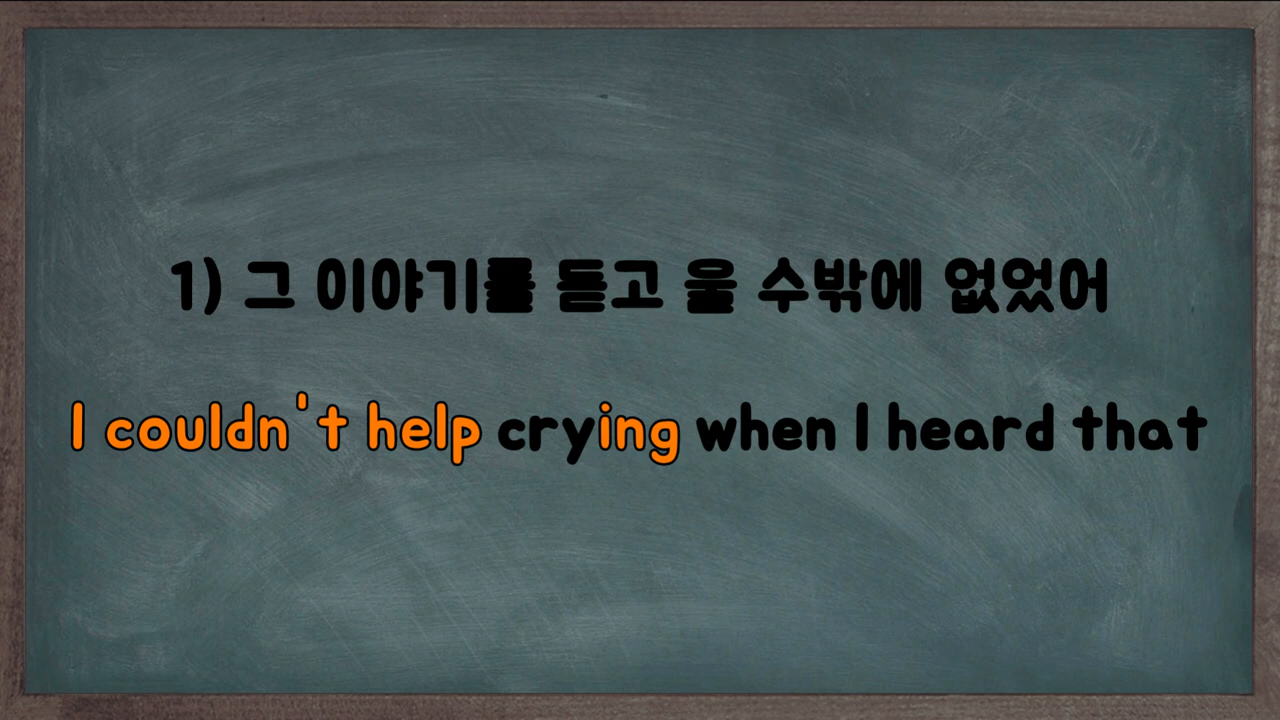 1) 그 이야기를 듣고 울 수밖에 없었어
I couldn't help crying when I heard that